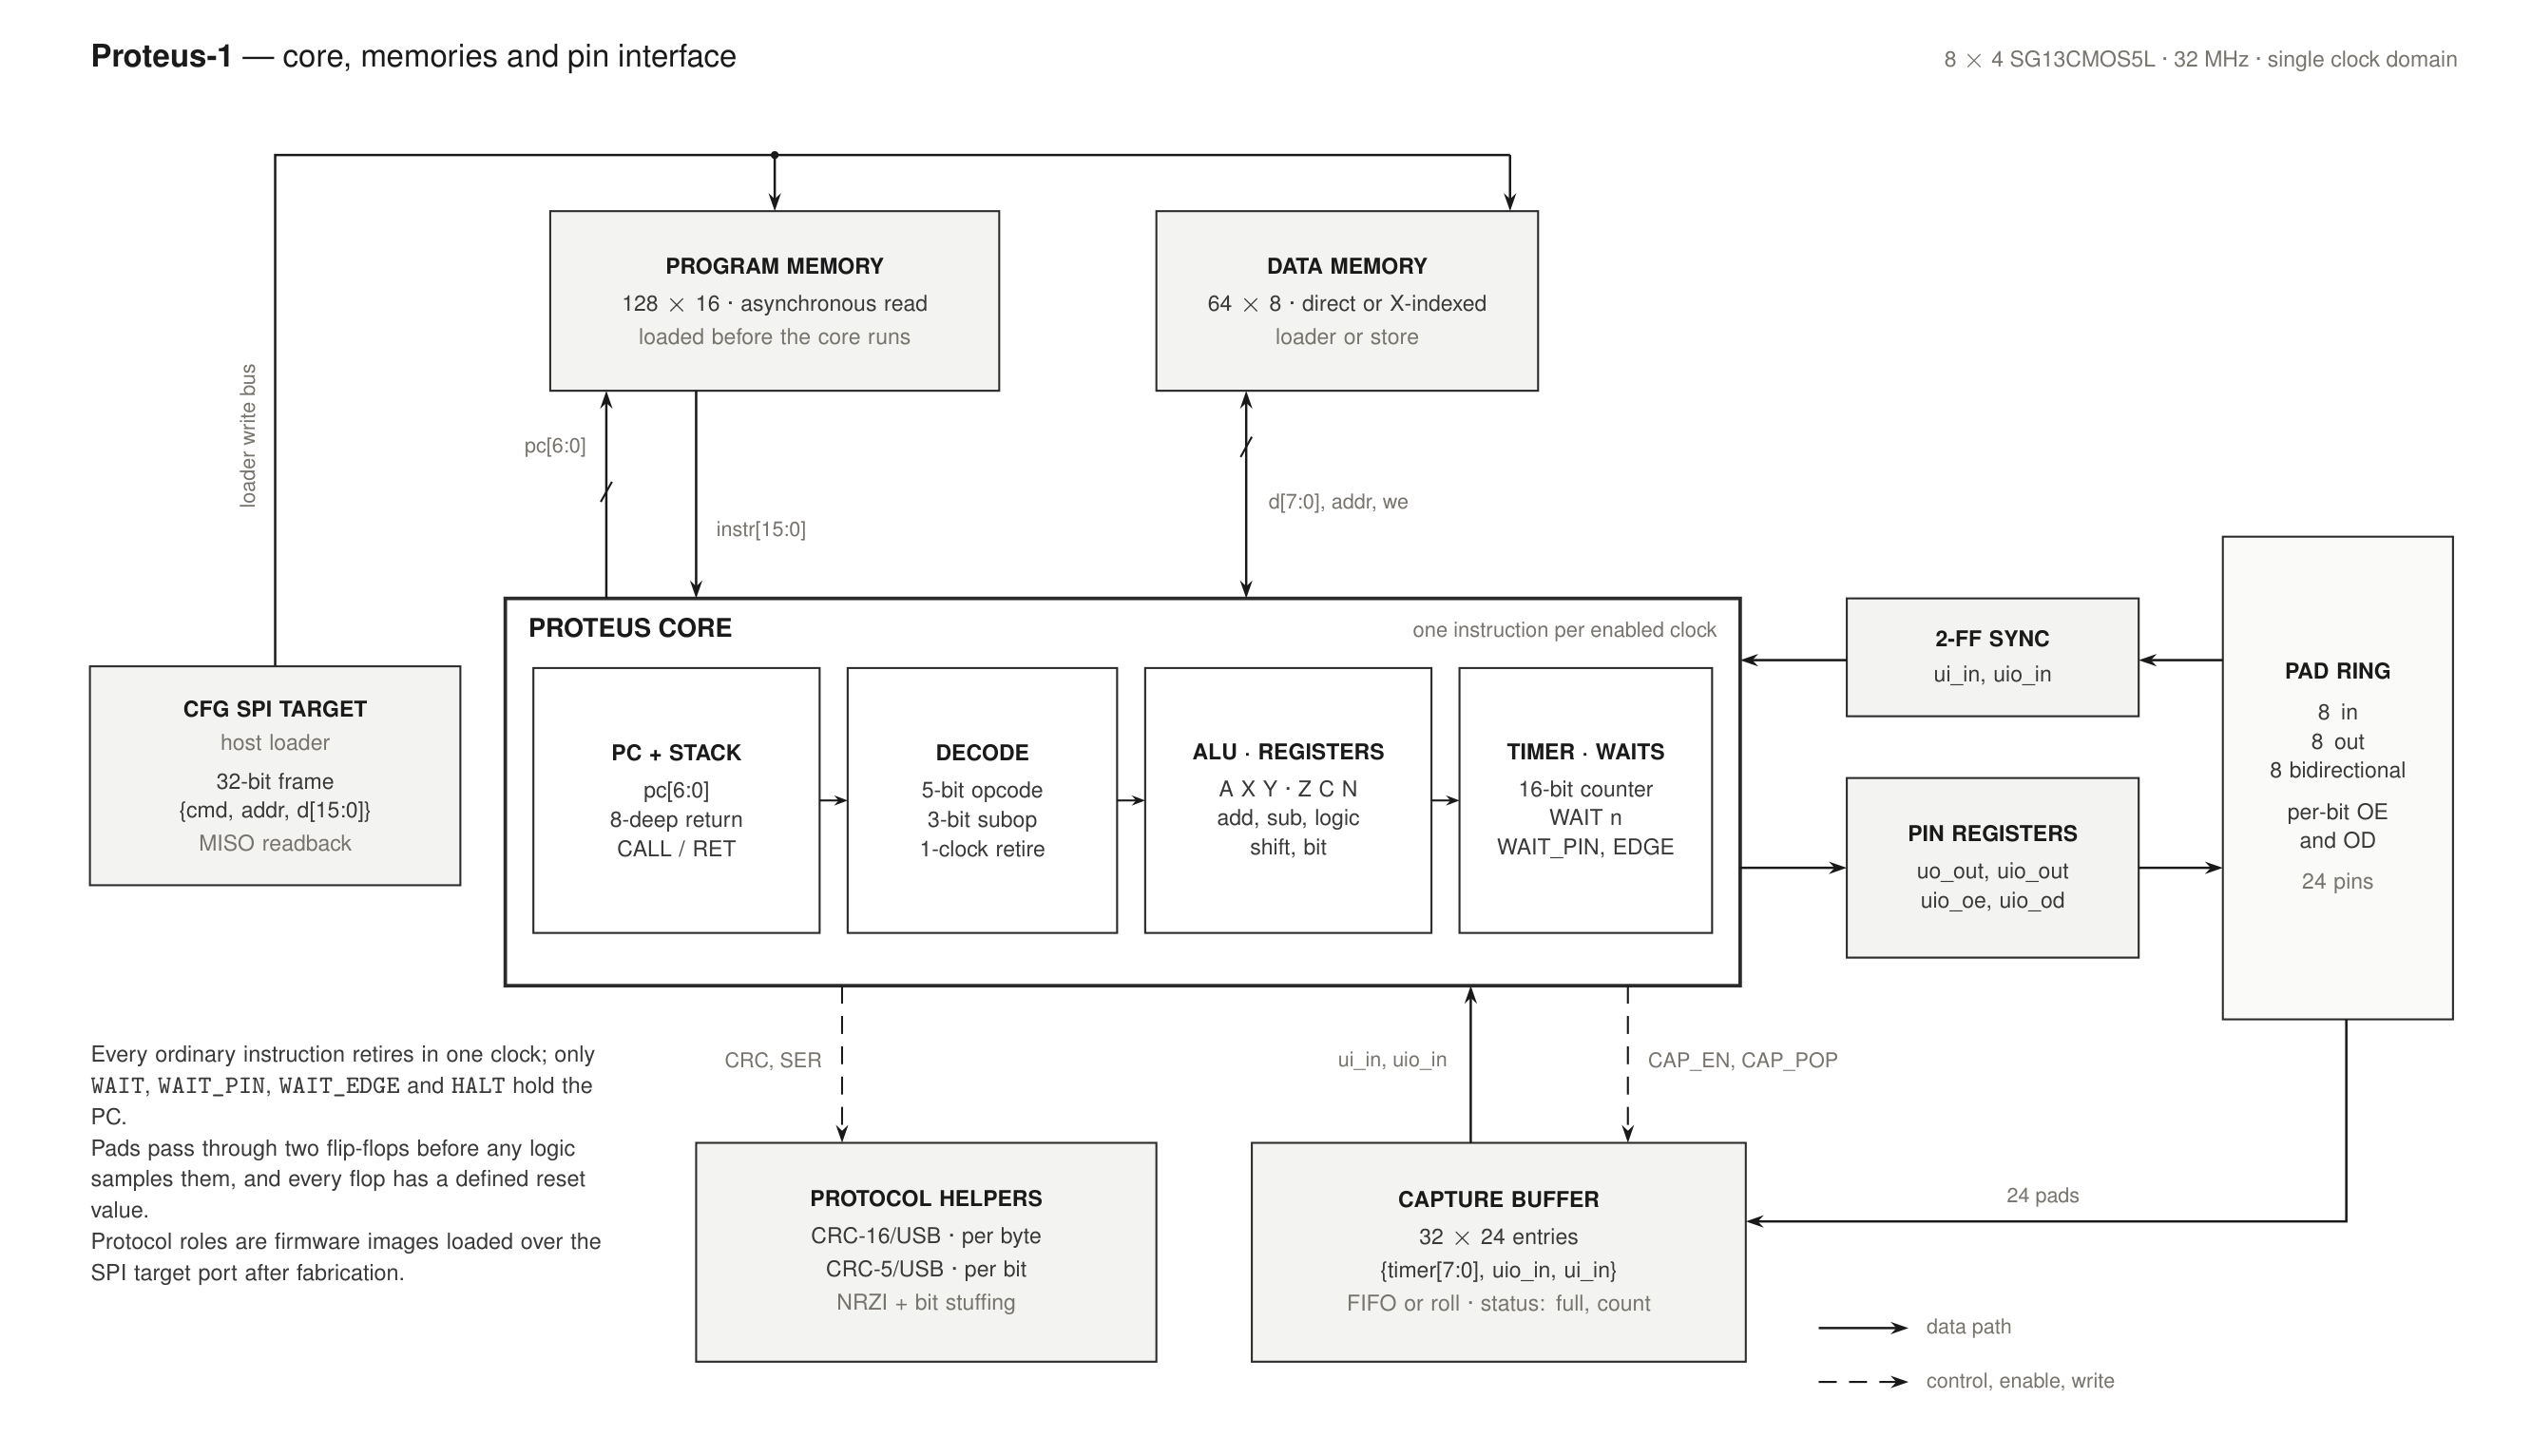 Proteus-1 — core, memories and pin interface
8 × 4 SG13CMOS5L · 32 MHz · single clock domain
PROGRAM MEMORY
128 × 16 · asynchronous read
loaded before the core runs
DATA MEMORY
64 × 8 · direct or X-indexed
loader or store
loader write bus
pc[6:0]
instr[15:0]
d[7:0], addr, we
CFG SPI TARGET
host loader
32-bit frame
{cmd, addr, d[15:0]}
MISO readback
PROTEUS CORE
one instruction per enabled clock
PC + STACK
pc[6:0]
8-deep return
CALL / RET
DECODE
5-bit opcode
3-bit subop
1-clock retire
ALU · REGISTERS
A X Y · Z C N
add, sub, logic
shift, bit
TIMER · WAITS
16-bit counter
WAIT n
WAIT_PIN, EDGE
2-FF SYNC
ui_in, uio_in
PIN REGISTERS
uo_out, uio_out
uio_oe, uio_od
PAD RING
8 in
8 out
8 bidirectional
per-bit OE
and OD
24 pins
Every ordinary instruction retires in one clock; only
WAIT, WAIT_PIN, WAIT_EDGE and HALT hold the
PC.
Pads pass through two flip-flops before any logic
samples them, and every flop has a defined reset
value.
Protocol roles are firmware images loaded over the
SPI target port after fabrication.
CRC, SER
ui_in, uio_in
CAP_EN, CAP_POP
PROTOCOL HELPERS
CRC-16/USB · per byte
CRC-5/USB · per bit
NRZI + bit stuffing
CAPTURE BUFFER
32 × 24 entries
{timer[7:0], uio_in, ui_in}
FIFO or roll · status: full, count
24 pads
data path
control, enable, write